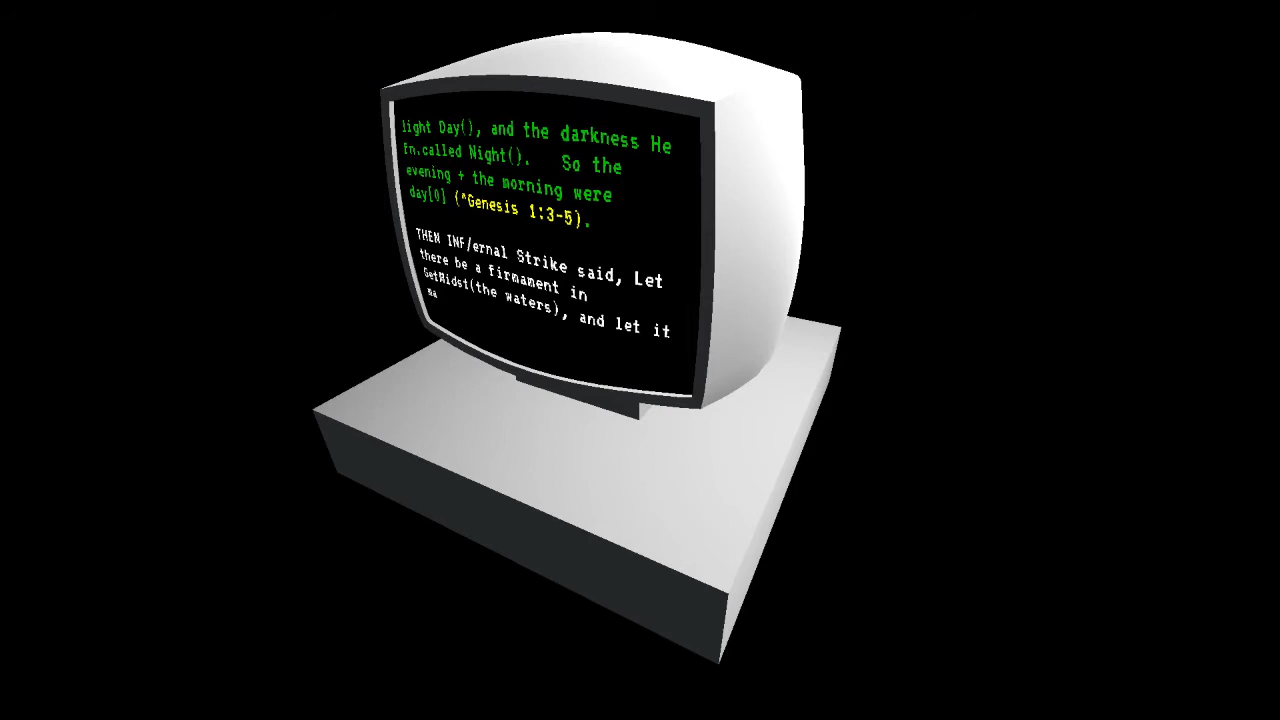 light Day(), and the darkness He
fn.called Night().   So the
evening + the morning were
day[0] (^Genesis 1:3-5).
THEN INF/ernal Strike said, Let
there be a firmament in
GetMidst(the waters), and let it
ma